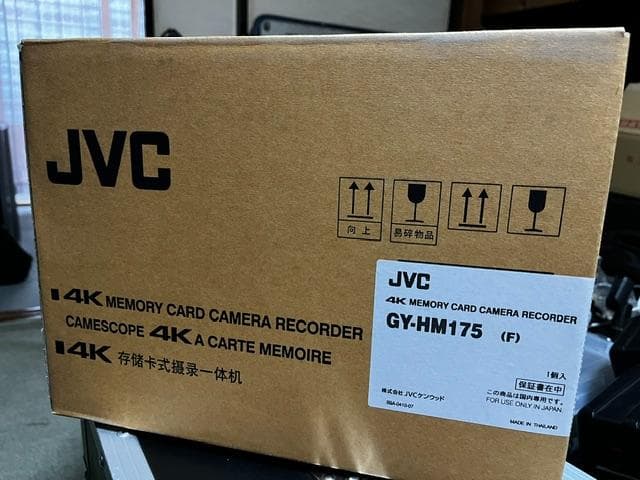 JVC
向上
易碎物品
4K MEMORY CARD CAMERA RECORDER
CAMESCOPE 4K A CARTE MEMOIRE
4K 存储卡式摄录一体机
JVC
4K MEMORY CARD CAMERA RECORDER
GY-HM175 (F)
1個入
保証書在中
この商品は国内専用です。
FOR USE ONLY IN JAPAN.
株式会社 JVCケンウッド
MADE IN THAILAND